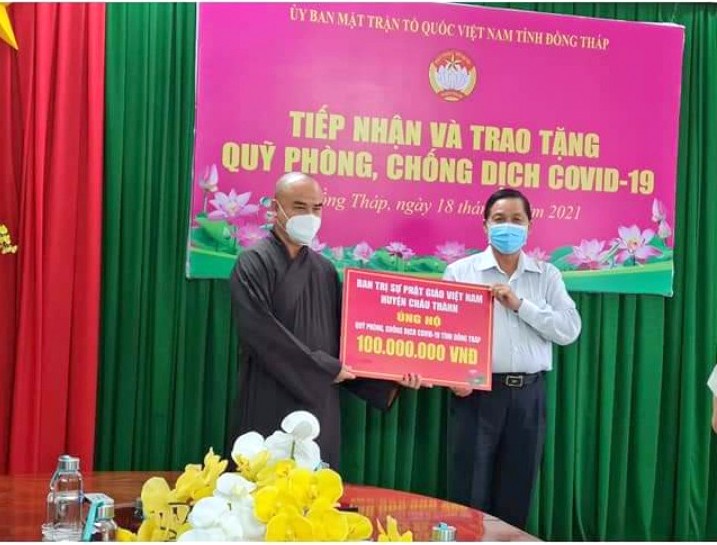 ỦY BAN MẶT TRẬN TỔ QUỐC VIỆT NAM TỈNH ĐỒNG THÁP
TIẾP NHẬN VÀ TRAO TẶNG
QUỸ PHÒNG, CHỐNG DỊCH COVID-19
Tháp, ngày 18 2021
BAN TRỊ SỰ PHẬT GIÁO VIỆT NAM
HUYỆN CHÂU THÀNH
ỦNG HỘ
QUỸ PHÒNG, CHỐNG DỊCH COVID-19 TỈNH ĐỒNG THÁP
100.000.000 VNĐ